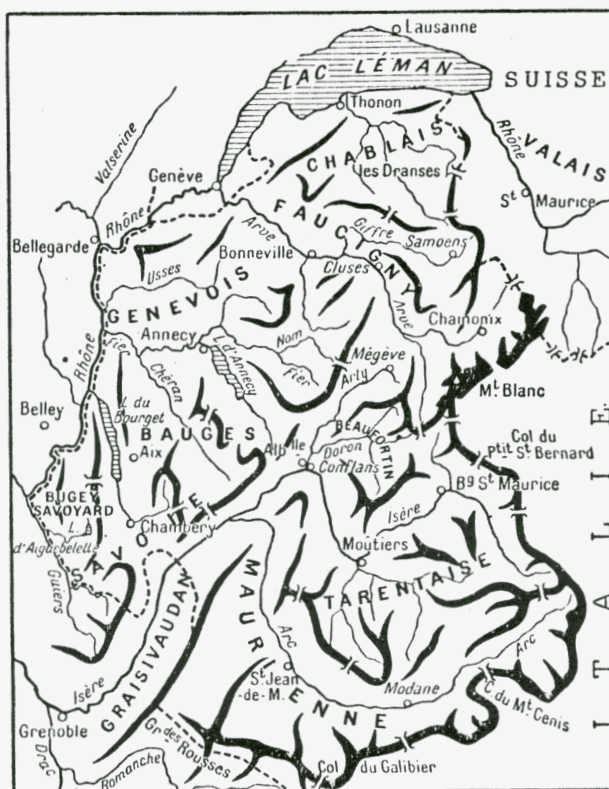 Lausanne
LAC LÉMAN
SUISSE
Thonon
CHABLAIS
Rhône
VALAIS
Valserine
Genève
les Dranses
St Maurice
Rhône
FAUCIGNY
Arve
Giffre
Samoens
Bellegarde
Bonneville
Cluses
Usses
GENEVOIS
Arve
Chamonix
Annecy
L. d'Annecy
Nom
Fier
Fier
Chéran
Mégève
Arly
Mt Blanc
Rhône
Belley
L. du
Bourget
BAUGES
Aix
Albille
BEAUFORTIN
Doron
Conflans
Col du
ptit St Bernard
BUGEY
SAVOYARD
Bg St Maurice
L.
d'Aiguebelette
Chambéry
Isère
SAVOIE
Moûtiers
TARENTAISE
Guiers
GRAISIVAUDAN
MAURIENNE
Arc
Arc
St Jean
-de-M.
Modane
C. du Mt Cenis
Isère
Grenoble
Drac
Romanche
Gr. des
Rousses
Col du Galibier
ITALIE